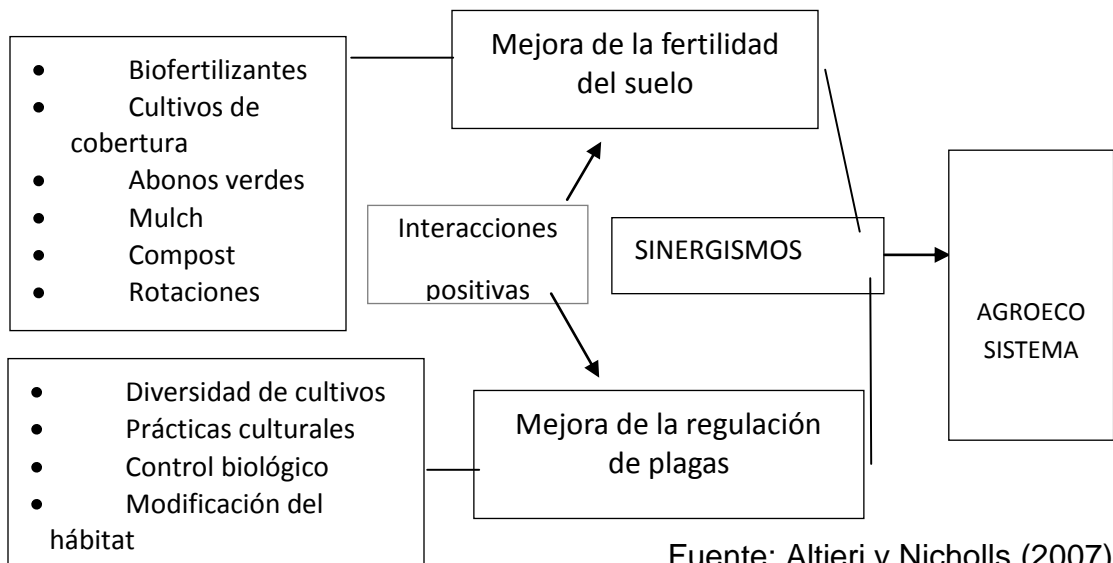 • Biofertilizantes
• Cultivos de
cobertura
• Abonos verdes
• Mulch
• Compost
• Rotaciones
Mejora de la fertilidad
del suelo
Interacciones
positivas
SINERGISMOS
AGROECO
SISTEMA
• Diversidad de cultivos
• Prácticas culturales
• Control biológico
• Modificación del
hábitat
Mejora de la regulación
de plagas
Fuente: Altieri y Nicholls (2007)